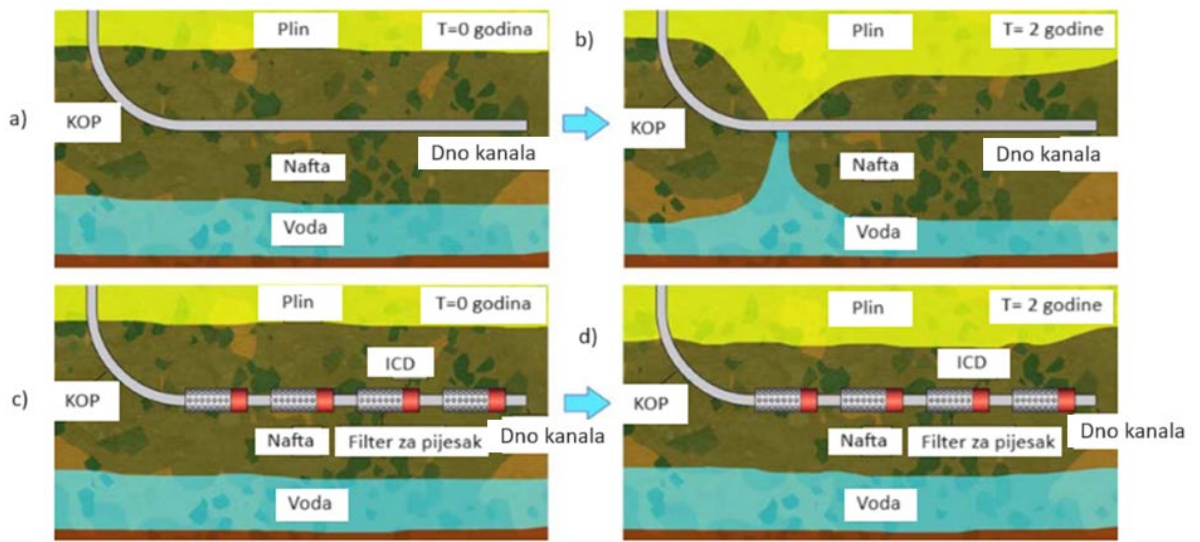 a)
Plin
T=0 godina
KOP
Dno kanala
Nafta
Voda
b)
Plin
T= 2 godine
KOP
Dno kanala
Nafta
Voda
c)
Plin
T=0 godina
ICD
KOP
Nafta
Filter za pijesak
Dno kanala
Voda
d)
Plin
T= 2 godine
ICD
KOP
Nafta
Filter za pijesak
Dno kanala
Voda